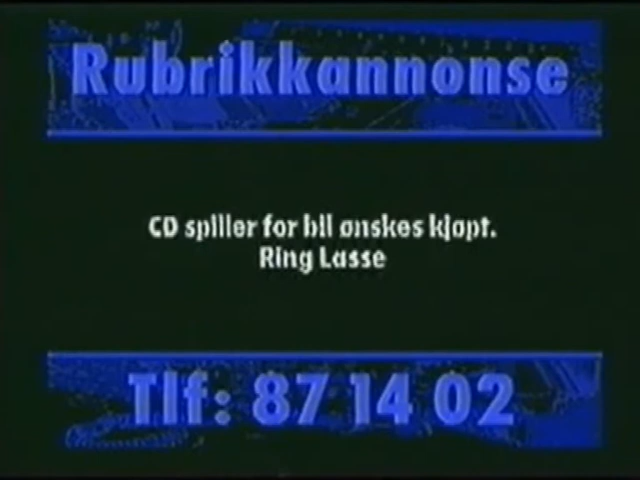 Rubrikkannonse
CD spiller for bil ønskes kjøpt.
Ring Lasse
Tlf: 87 14 02